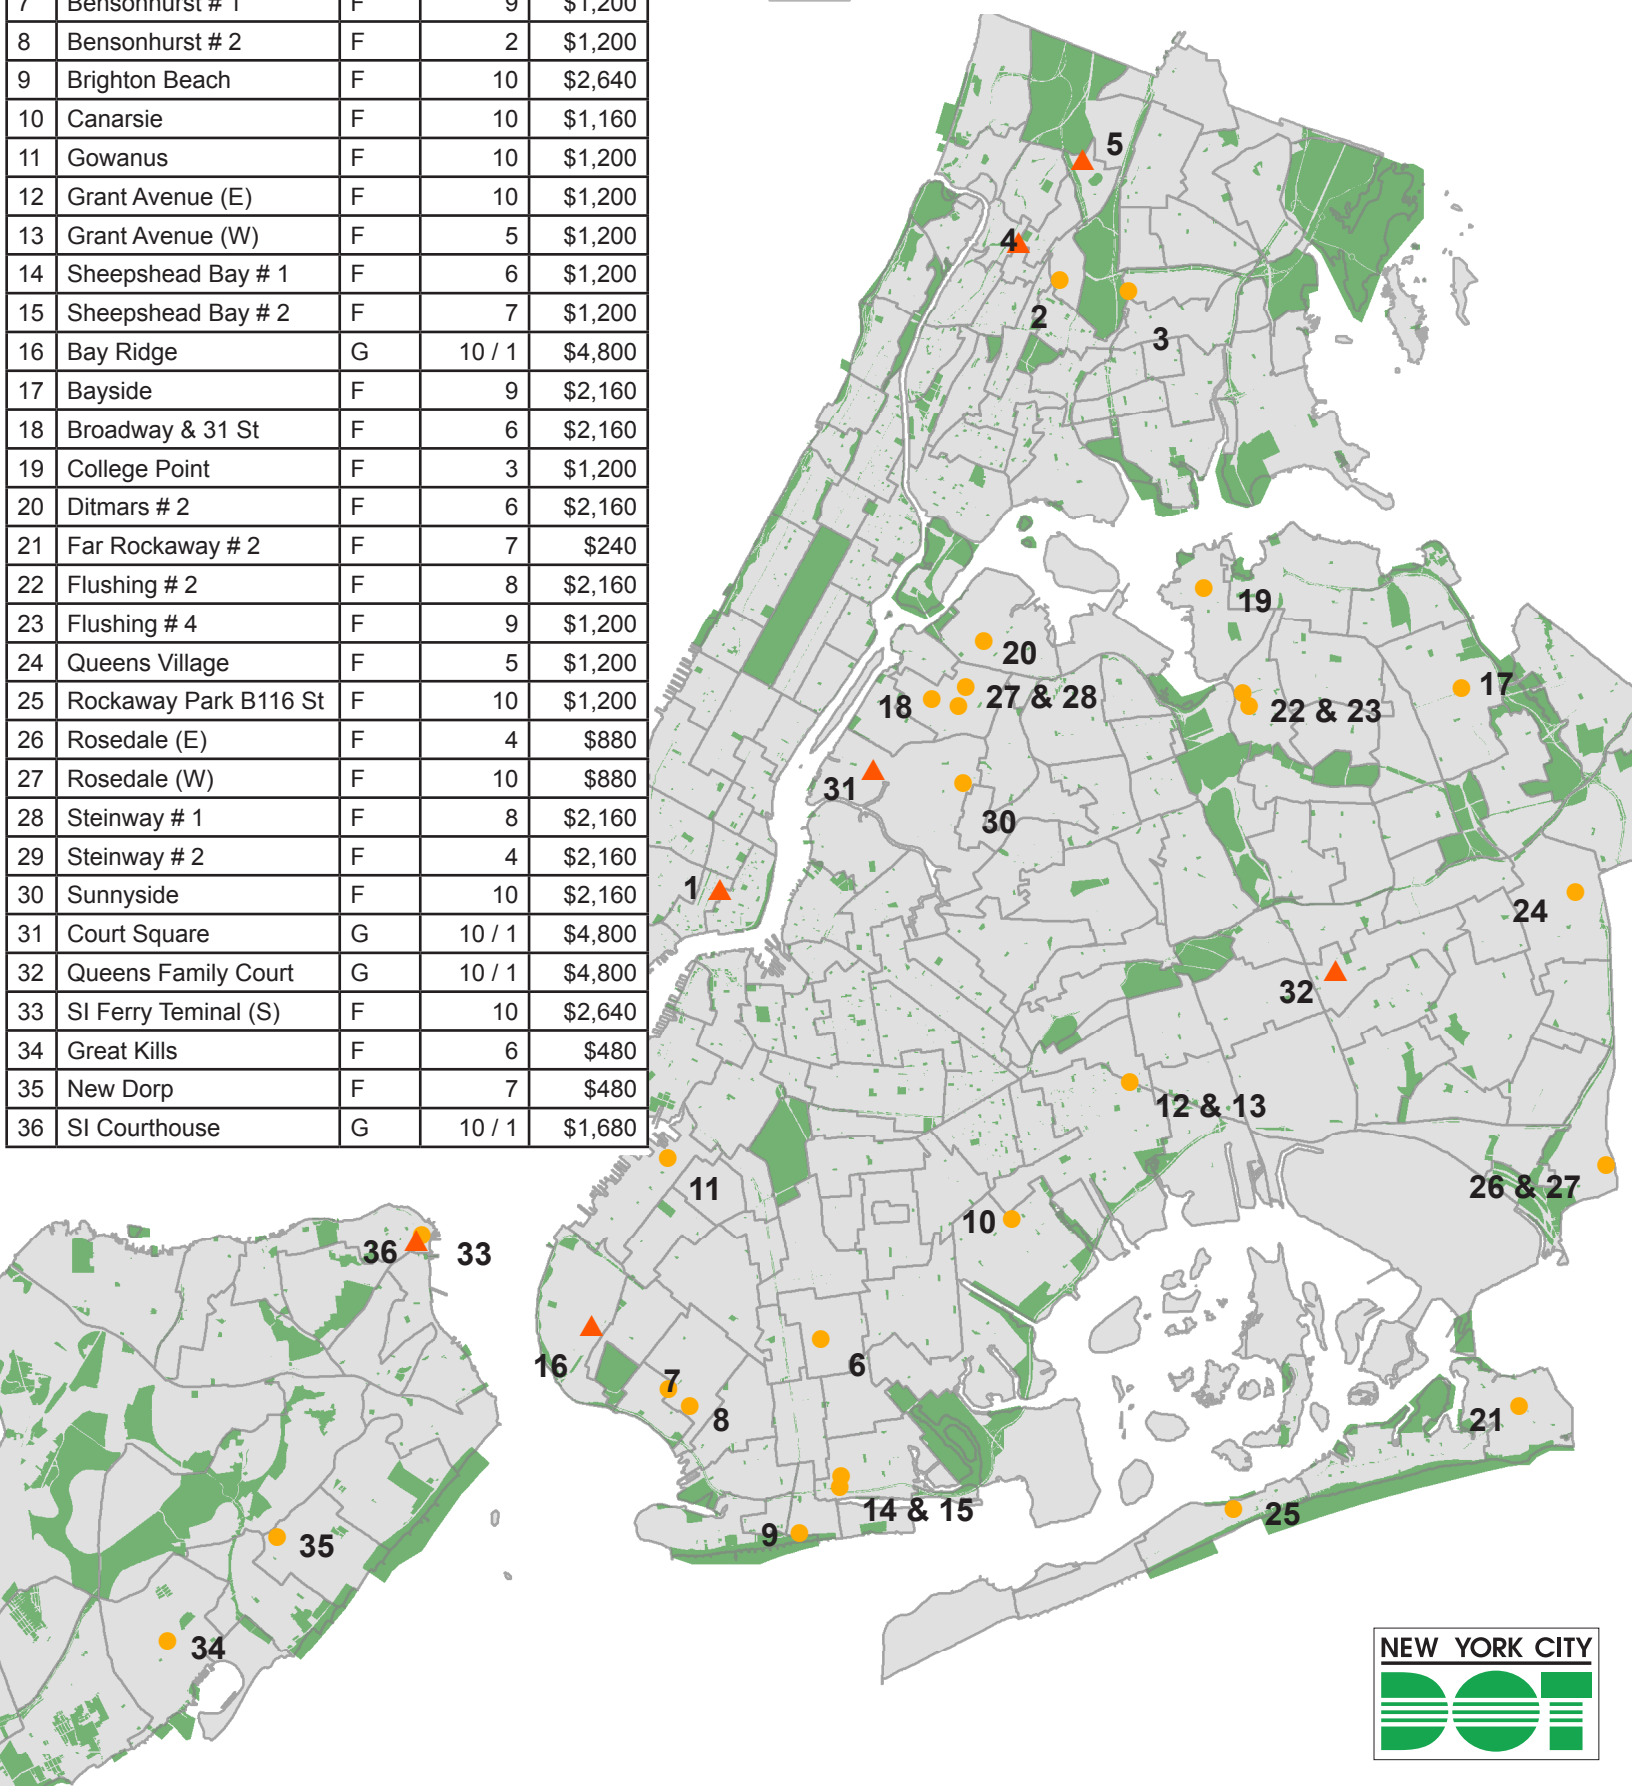 7 Bensonhurst # 1 F 9 $1,200
8 Bensonhurst # 2 F 2 $1,200
9 Brighton Beach F 10 $2,640
10 Canarsie F 10 $1,160
11 Gowanus F 10 $1,200
12 Grant Avenue (E) F 10 $1,200
13 Grant Avenue (W) F 5 $1,200
14 Sheepshead Bay # 1 F 6 $1,200
15 Sheepshead Bay # 2 F 7 $1,200
16 Bay Ridge G 10 / 1 $4,800
17 Bayside F 9 $2,160
18 Broadway & 31 St F 6 $2,160
19 College Point F 3 $1,200
20 Ditmars # 2 F 6 $2,160
21 Far Rockaway # 2 F 7 $240
22 Flushing # 2 F 8 $2,160
23 Flushing # 4 F 9 $1,200
24 Queens Village F 5 $1,200
25 Rockaway Park B116 St F 10 $1,200
26 Rosedale (E) F 4 $880
27 Rosedale (W) F 10 $880
28 Steinway # 1 F 8 $2,160
29 Steinway # 2 F 4 $2,160
30 Sunnyside F 10 $2,160
31 Court Square G 10 / 1 $4,800
32 Queens Family Court G 10 / 1 $4,800
33 SI Ferry Teminal (S) F 10 $2,640
34 Great Kills F 6 $480
35 New Dorp F 7 $480
36 SI Courthouse G 10 / 1 $1,680
5
4
2
3
19
20
27 & 28
17
18
22 & 23
31
30
1
24
32
12 & 13
11
26 & 27
10
36
33
16
6
7
8
21
14 & 15
25
9
35
34
NEW YORK CITY
DOT